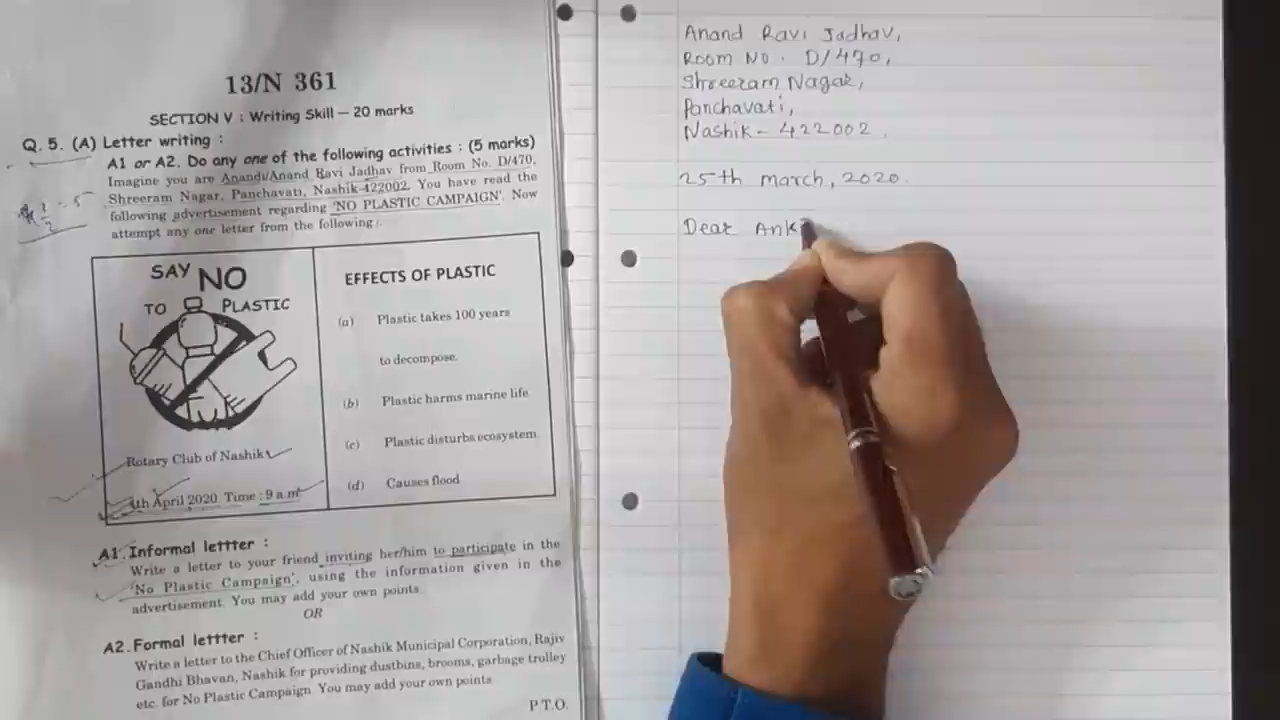 13/N 361
SECTION V : Writing Skill — 20 marks
Q. 5. (A) Letter writing :
A1 or A2. Do any one of the following activities : (5 marks)
Imagine you are Anandi/Anand Ravi Jadhav from Room No. D/470,
Shreeram Nagar, Panchavati, Nashik-422002. You have read the
following advertisement regarding 'NO PLASTIC CAMPAIGN'. Now
attempt any one letter from the following :
SAY NO
TO PLASTIC
Rotary Club of Nashik
April 2020. Time : 9 a.m.
EFFECTS OF PLASTIC
(a) Plastic takes 100 years
to decompose.
(b) Plastic harms marine life
(c) Plastic disturbs ecosystem
(d) Causes flood
A1. Informal lettter :
Write a letter to your friend inviting her/him to participate in the
'No Plastic Campaign', using the information given in the
advertisement. You may add your own points
OR
A2. Formal lettter :
Write a letter to the Chief Officer of Nashik Municipal Corporation, Rajiv
Gandhi Bhavan, Nashik for providing dustbins, brooms, garbage trolley
etc. for No Plastic Campaign. You may add your own points
P.T.O.
Anand Ravi Jadhav,
Room No. D/470,
Shreeram Nagar,
Panchavati,
Nashik - 422002.
25th march, 2020.
Dear Ank